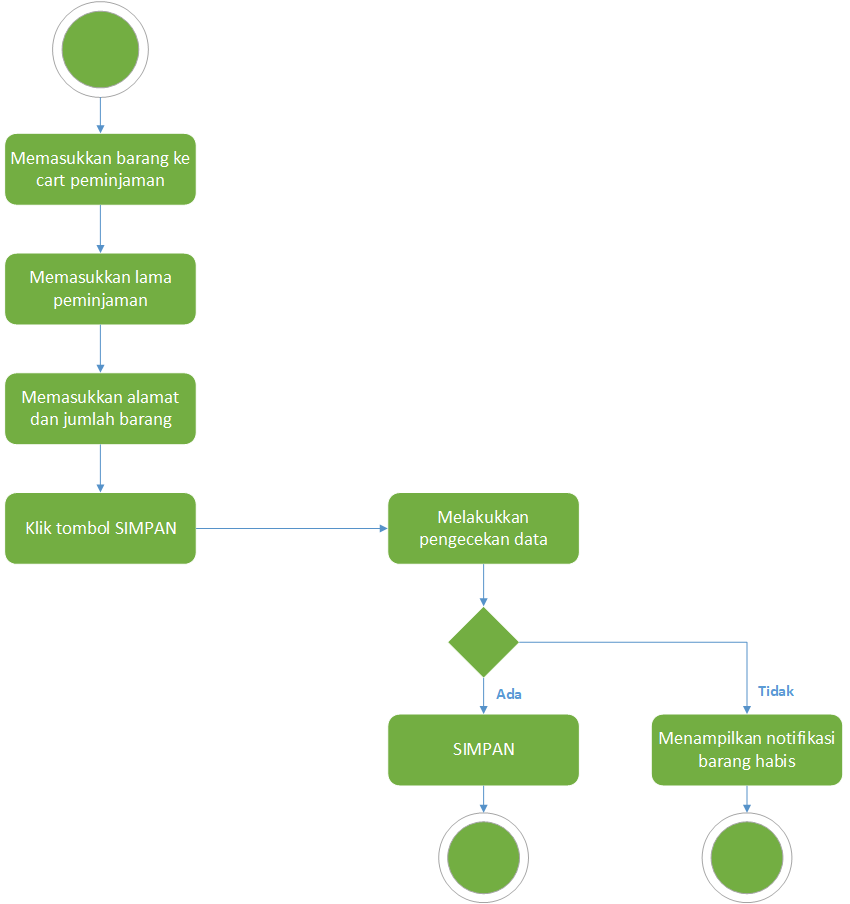 Memasukkan barang ke
cart peminjaman
Memasukkan lama
peminjaman
Memasukkan alamat
dan jumlah barang
Klik tombol SIMPAN
Melakukkan
pengecekan data
Ada
Tidak
SIMPAN
Menampilkan notifikasi
barang habis